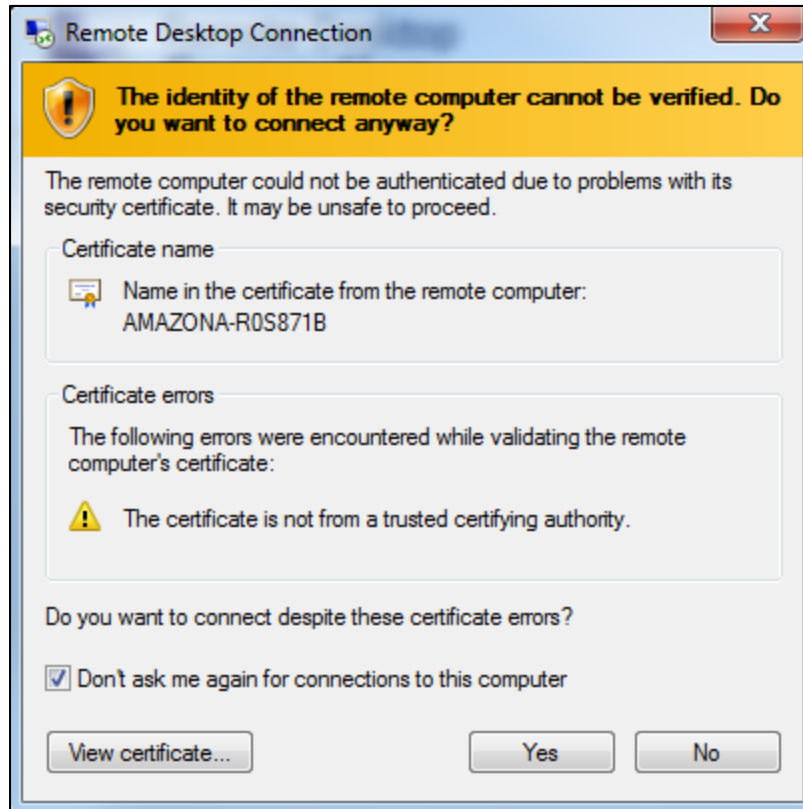 Remote Desktop Connection
The identity of the remote computer cannot be verified. Do
you want to connect anyway?
The remote computer could not be authenticated due to problems with its
security certificate. It may be unsafe to proceed.
Certificate name
Name in the certificate from the remote computer:
AMAZONA-R0S871B
Certificate errors
The following errors were encountered while validating the remote
computer's certificate:
The certificate is not from a trusted certifying authority.
Do you want to connect despite these certificate errors?
Don't ask me again for connections to this computer
View certificate...
Yes
No